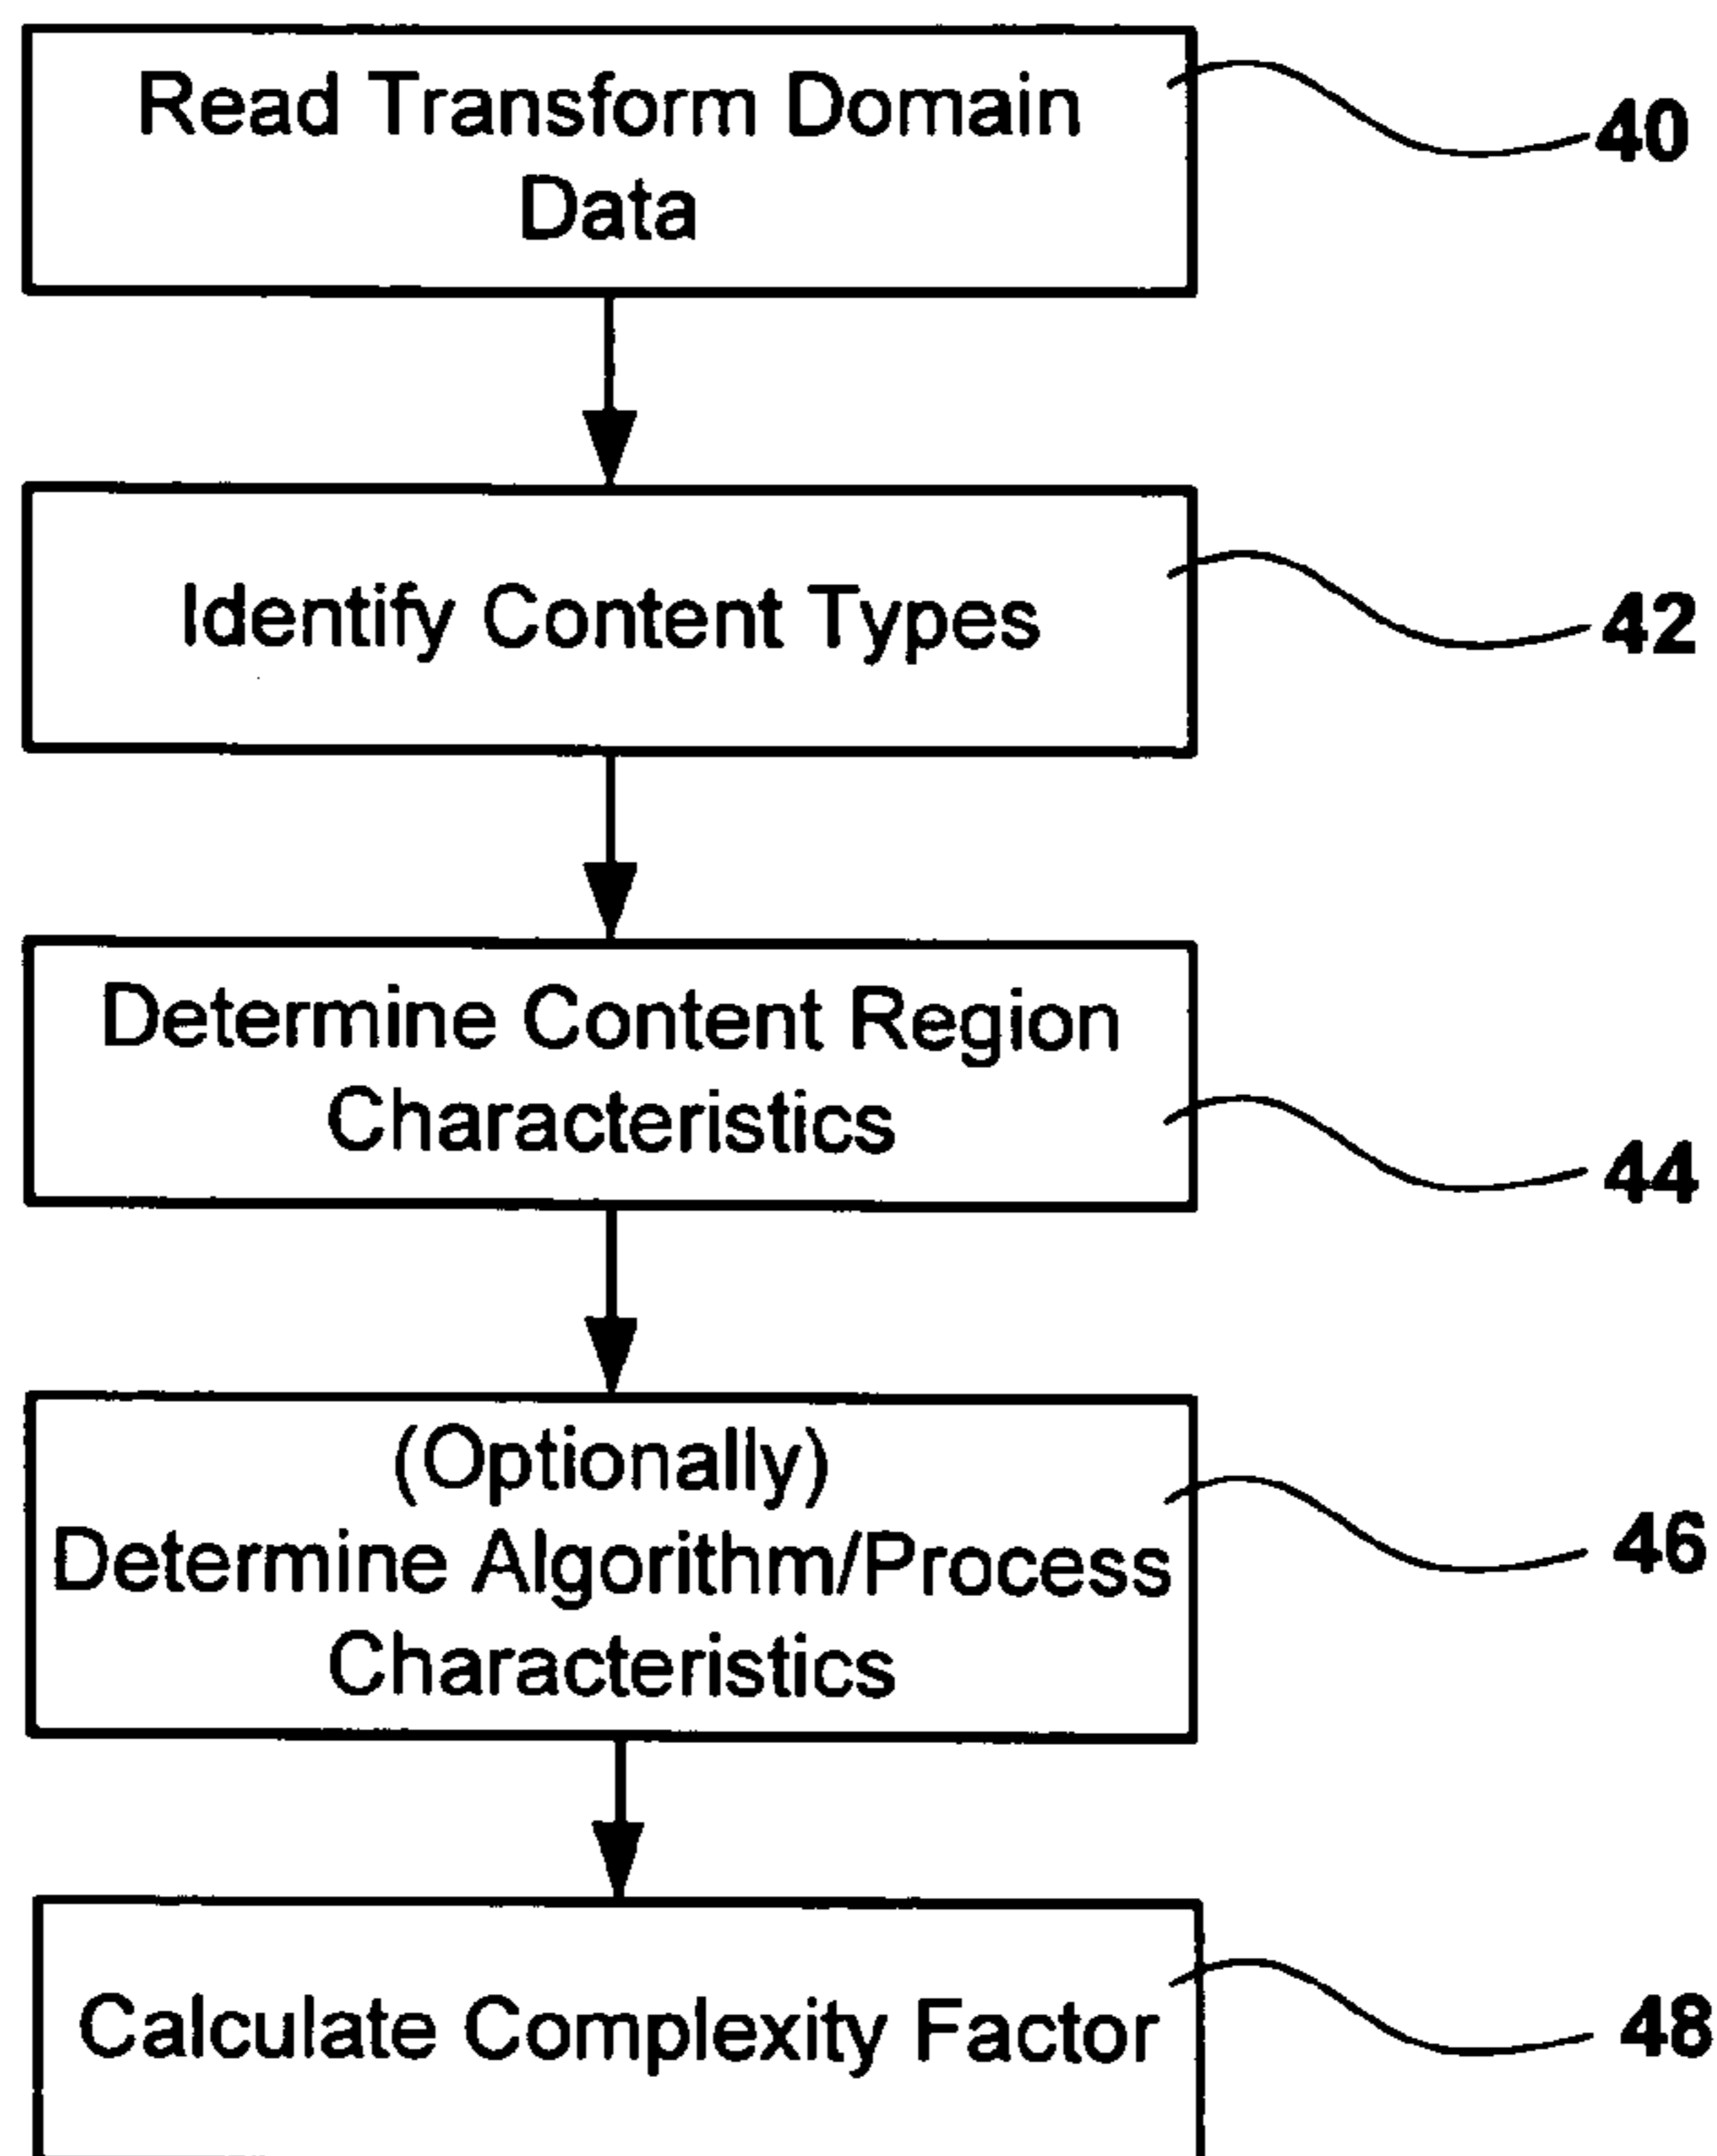 Read Transform Domain
Data
40
Identify Content Types
42
Determine Content Region
Characteristics
44
(Optionally)
Determine Algorithm/Process
Characteristics
46
Calculate Complexity Factor
48